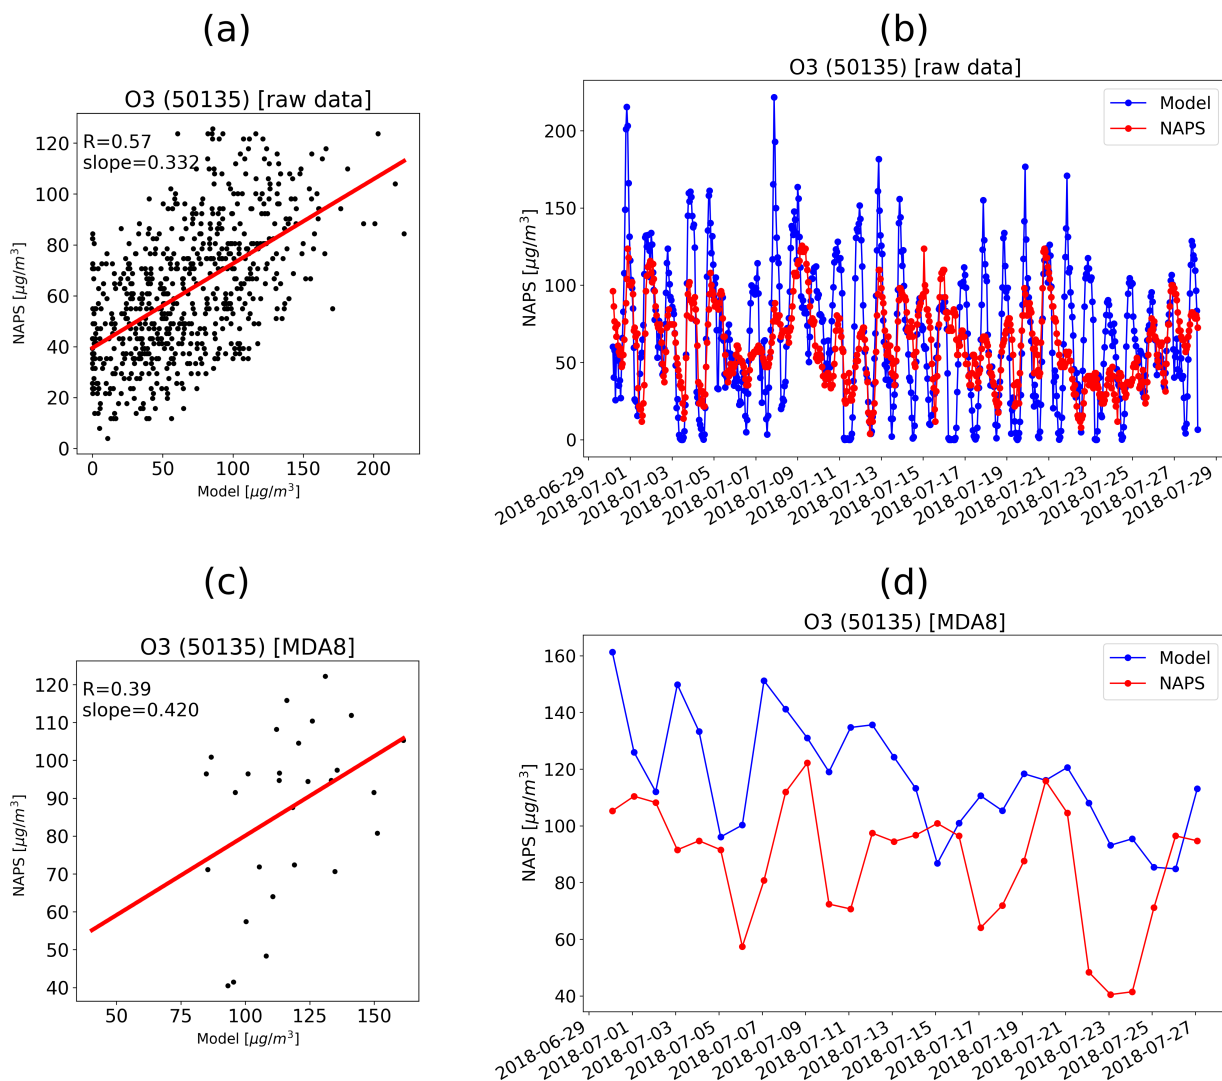 (a)
O3 (50135) [raw data]
R=0.57
slope=0.332
NAPS [μg/m³]
120
100
80
60
40
20
0
0 50 100 150 200
Model [μg/m³]
(b)
O3 (50135) [raw data]
Model
NAPS
NAPS [μg/m³]
200
150
100
50
0
2018-06-29 2018-07-01 2018-07-03 2018-07-05 2018-07-07 2018-07-09 2018-07-11 2018-07-13 2018-07-15 2018-07-17 2018-07-19 2018-07-21 2018-07-23 2018-07-25 2018-07-27 2018-07-29
(c)
O3 (50135) [MDA8]
R=0.39
slope=0.420
NAPS [μg/m³]
120
110
100
90
80
70
60
50
40
50 75 100 125 150
Model [μg/m³]
(d)
O3 (50135) [MDA8]
Model
NAPS
NAPS [μg/m³]
160
140
120
100
80
60
40
2018-06-29 2018-07-01 2018-07-03 2018-07-05 2018-07-07 2018-07-09 2018-07-11 2018-07-13 2018-07-15 2018-07-17 2018-07-19 2018-07-21 2018-07-23 2018-07-25 2018-07-27